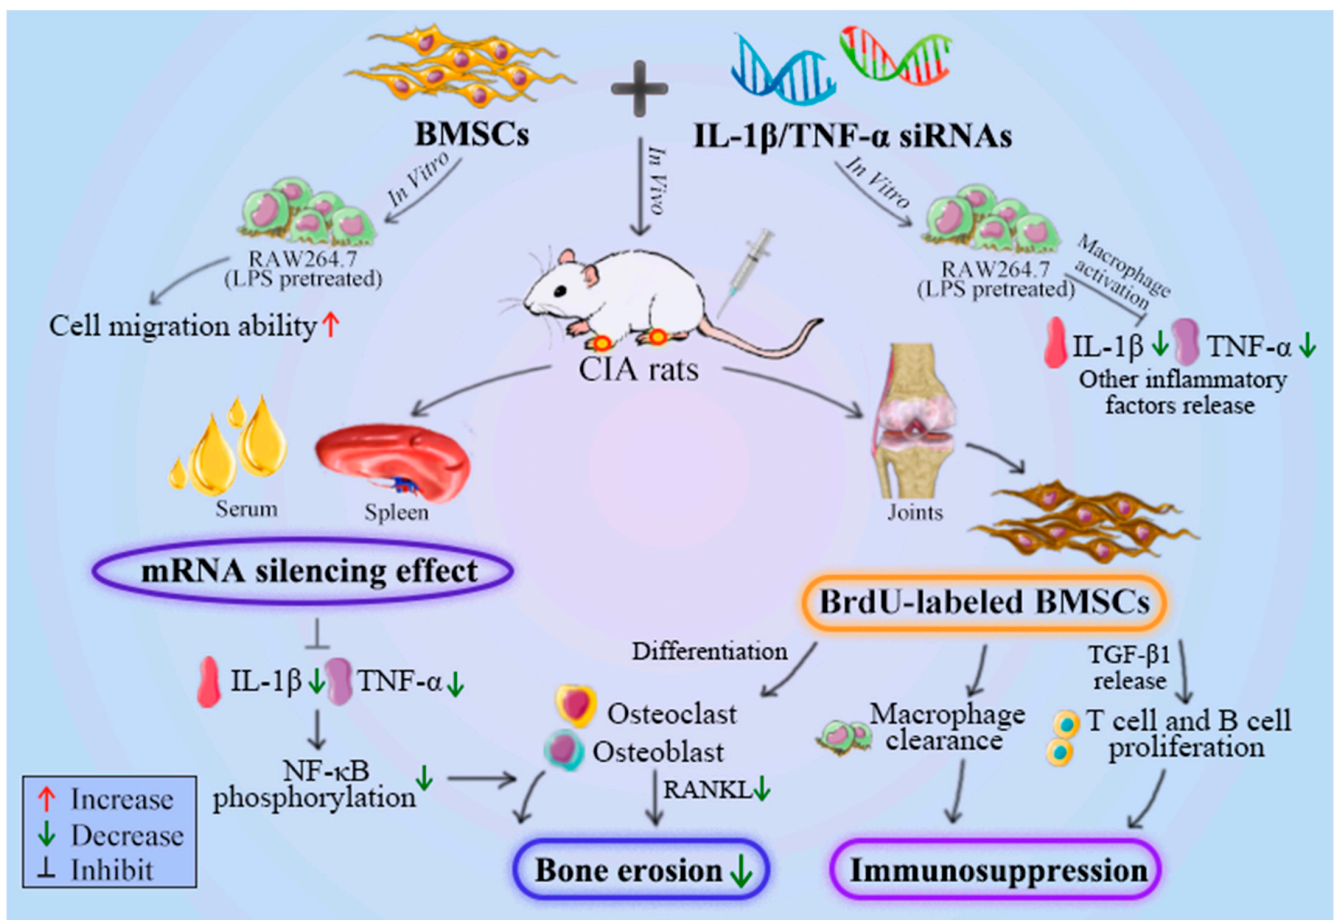 BMSCs
IL-1β/TNF-α siRNAs
In Vitro
In Vivo
In Vitro
RAW264.7
(LPS pretreated)
Cell migration ability
RAW264.7
(LPS pretreated)
Macrophage
activation
IL-1β
TNF-α
Other inflammatory
factors release
CIA rats
Serum
Spleen
Joints
mRNA silencing effect
BrdU-labeled BMSCs
IL-1β
TNF-α
NF-κB
phosphorylation
Differentiation
Osteoclast
Osteoblast
RANKL
Macrophage
clearance
TGF-β1
release
T cell and B cell
proliferation
Increase
Decrease
Inhibit
Bone erosion
Immunosuppression